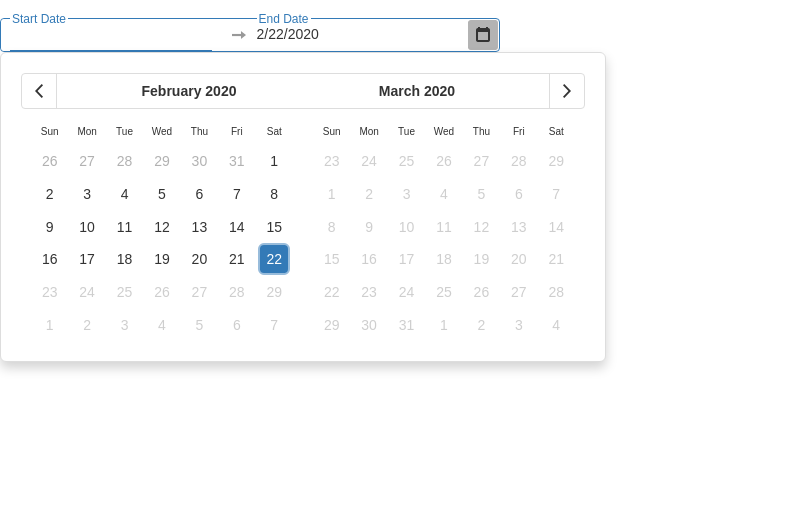 Start Date End Date
2/22/2020
February 2020 March 2020
Sun Mon Tue Wed Thu Fri Sat Sun Mon Tue Wed Thu Fri Sat
26 27 28 29 30 31 1 23 24 25 26 27 28 29
2 3 4 5 6 7 8 1 2 3 4 5 6 7
9 10 11 12 13 14 15 8 9 10 11 12 13 14
16 17 18 19 20 21 22 15 16 17 18 19 20 21
23 24 25 26 27 28 29 22 23 24 25 26 27 28
1 2 3 4 5 6 7 29 30 31 1 2 3 4